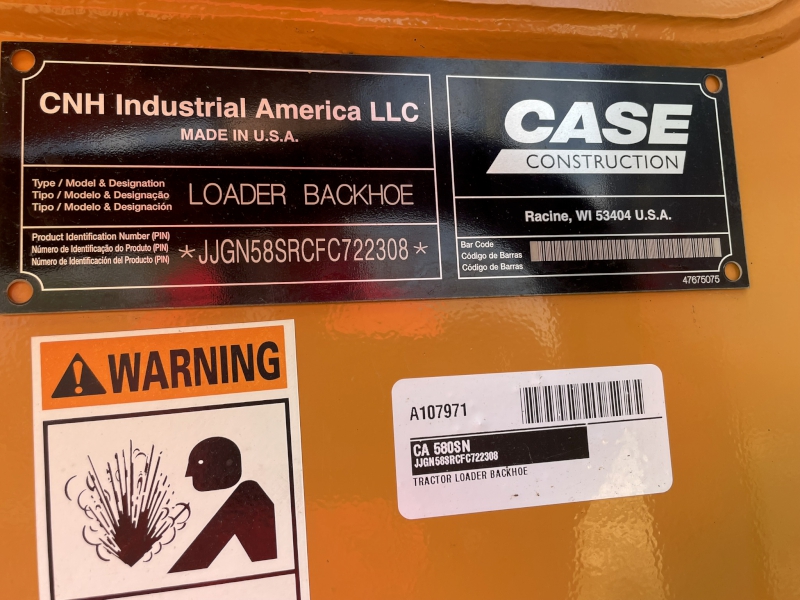 CNH Industrial America LLC
MADE IN U.S.A.
Type / Model & Designation
Tipo / Modelo & Designação
Tipo / Modelo & Designación
LOADER BACKHOE
Product Identification Number (PIN)
Número de Identificação do Produto (PIN)
Número de Identificación del Producto (PIN)
*JJGN58SRCFC722308*
CASE
CONSTRUCTION
Racine, WI 53404 U.S.A.
Bar Code
Código de Barras
Código de Barras
47675075
WARNING
A107971
CA 580SN
JJGN58SRCFC722308
TRACTOR LOADER BACKHOE